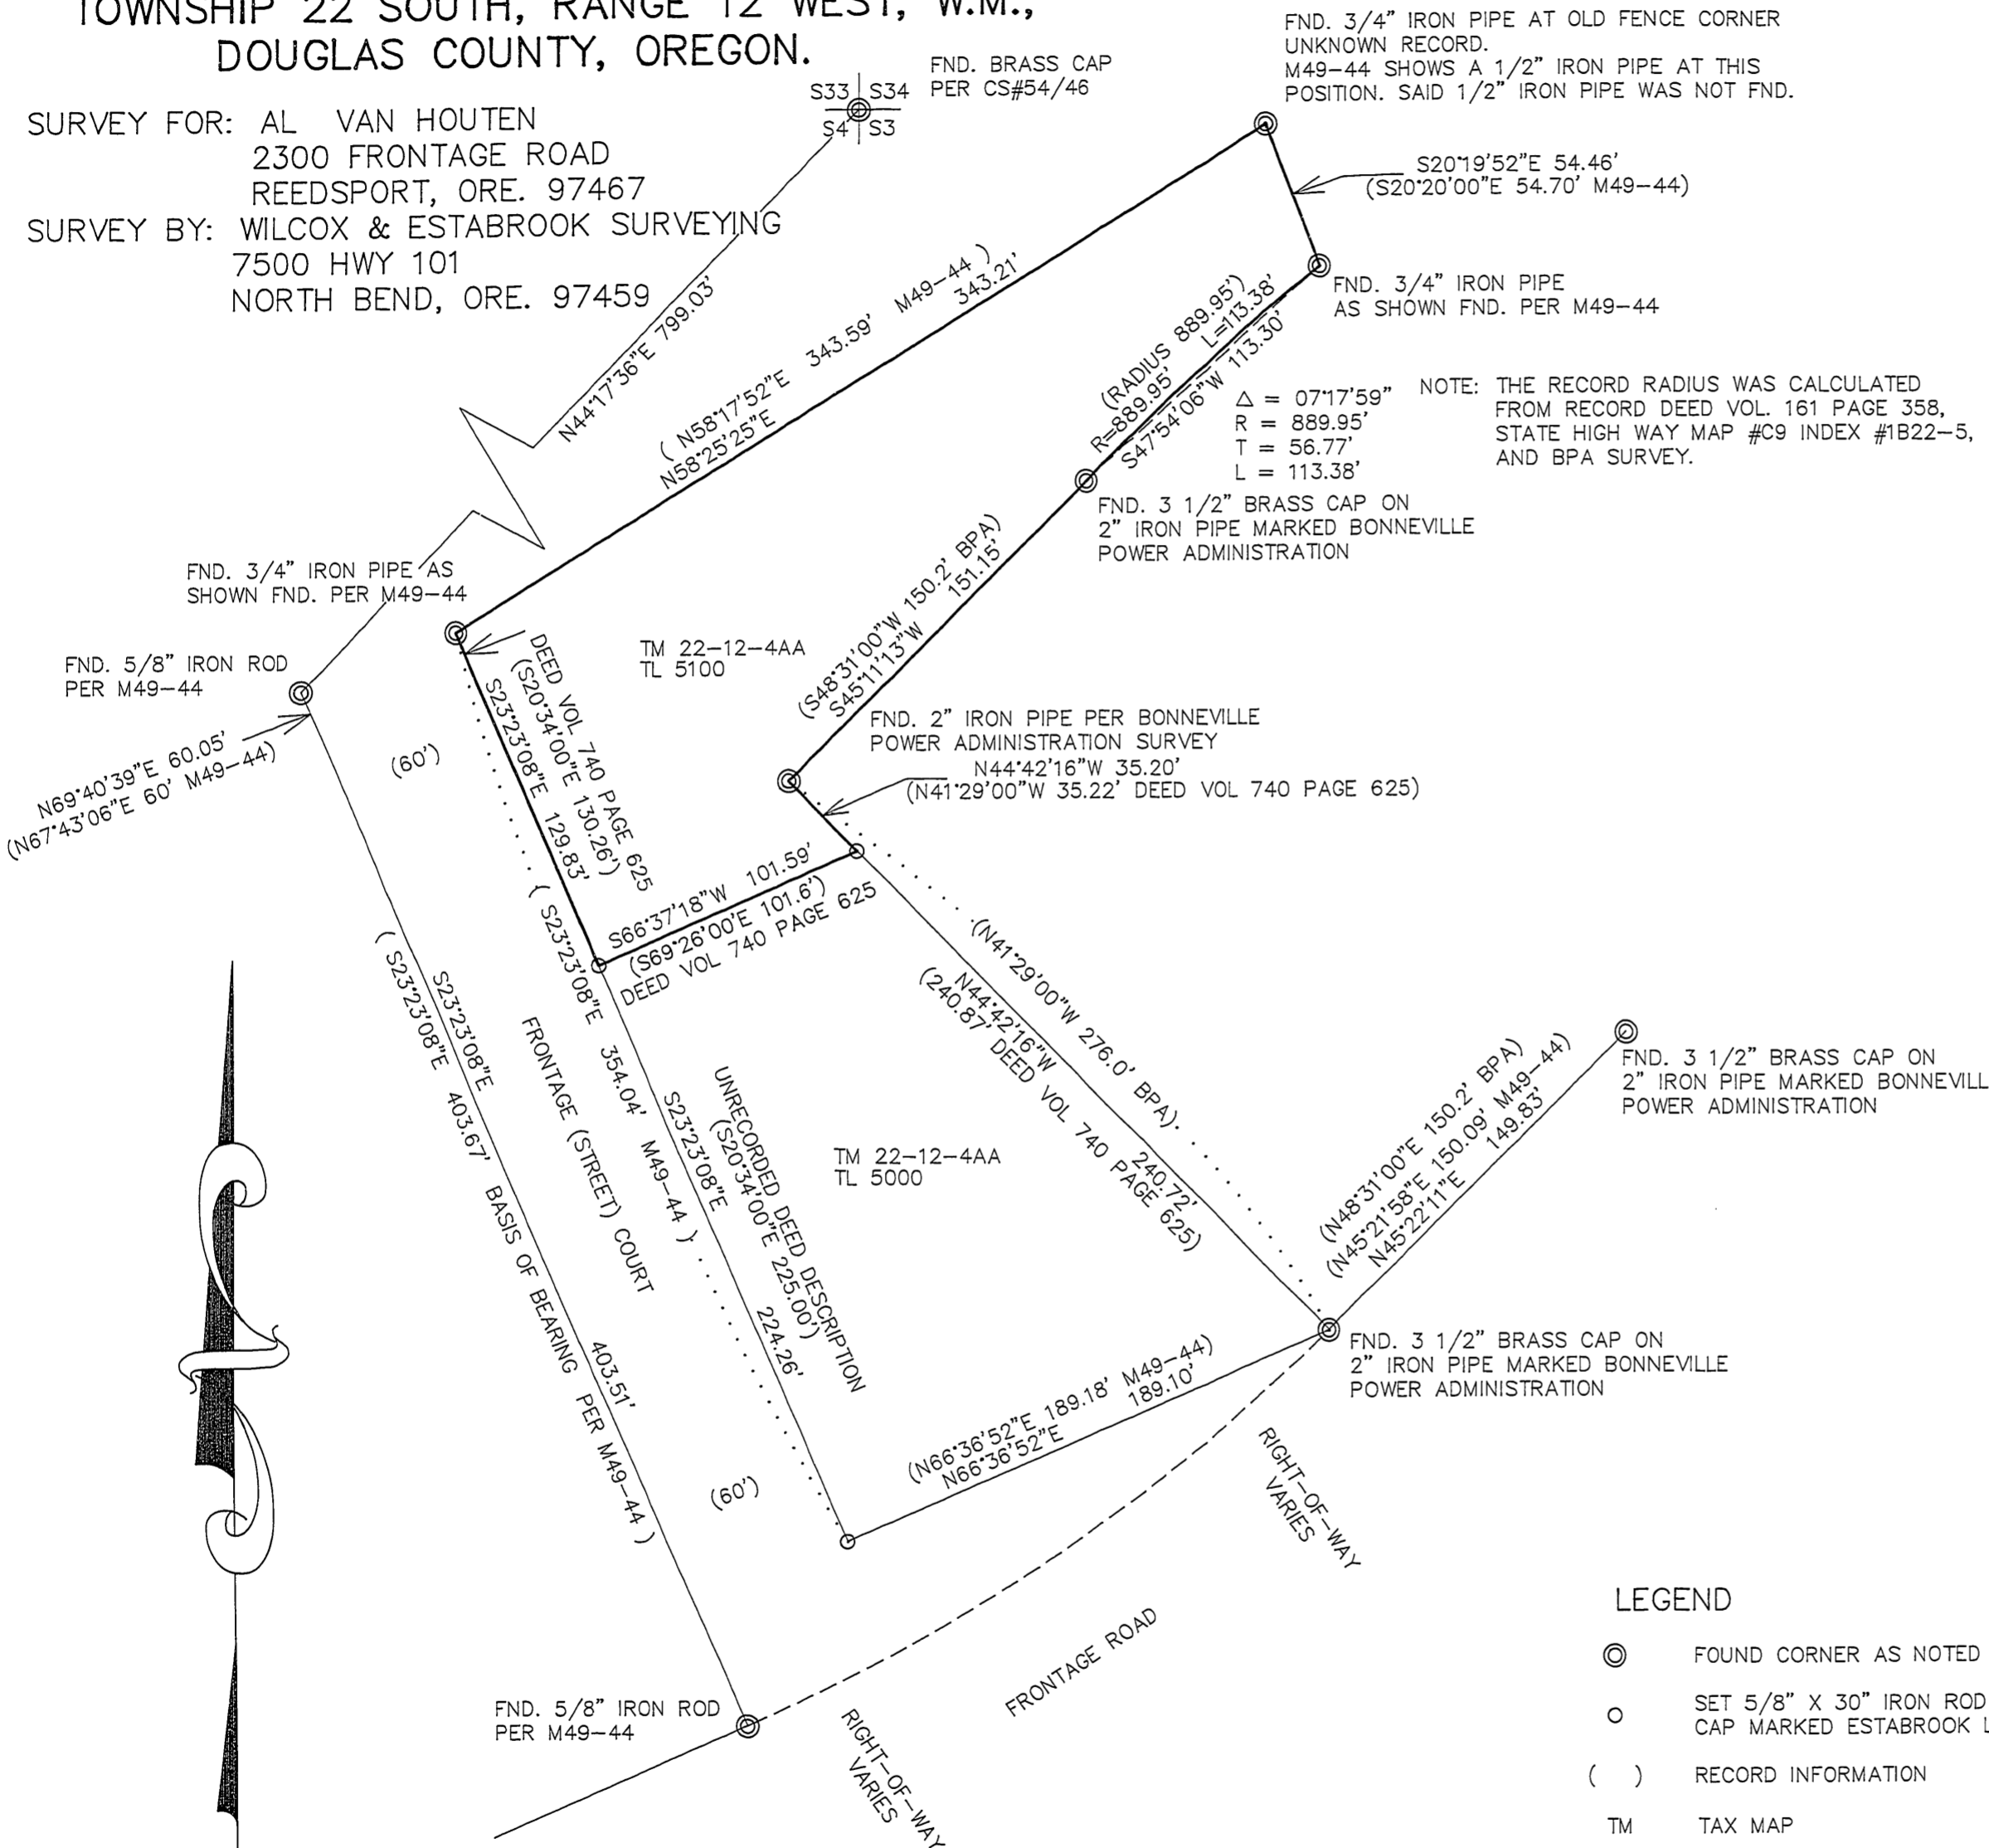 TOWNSHIP 22 SOUTH, RANGE 12 WEST, W.M.,
DOUGLAS COUNTY, OREGON.
SURVEY FOR: AL VAN HOUTEN
2300 FRONTAGE ROAD
REEDSPORT, ORE. 97467
SURVEY BY: WILCOX & ESTABROOK SURVEYING
7500 HWY 101
NORTH BEND, ORE. 97459
S33 S34
S4 S3
FND. BRASS CAP
PER CS#54/46
FND. 3/4" IRON PIPE AT OLD FENCE CORNER
UNKNOWN RECORD.
M49-44 SHOWS A 1/2" IRON PIPE AT THIS
POSITION. SAID 1/2" IRON PIPE WAS NOT FND.
S20°19'52"E 54.46'
(S20°20'00"E 54.70' M49-44)
FND. 3/4" IRON PIPE
AS SHOWN FND. PER M49-44
N44°17'36"E 799.03'
( N58°17'52"E 343.59' M49-44 )
N58°25'25"E 343.21'
(RADIUS 889.95')
R=889.95' L=113.38'
S47°54'06"W 113.30'
Δ = 07°17'59"
R = 889.95'
T = 56.77'
L = 113.38'
NOTE: THE RECORD RADIUS WAS CALCULATED
FROM RECORD DEED VOL. 161 PAGE 358,
STATE HIGH WAY MAP #C9 INDEX #1B22-5,
AND BPA SURVEY.
FND. 3 1/2" BRASS CAP ON
2" IRON PIPE MARKED BONNEVILLE
POWER ADMINISTRATION
FND. 3/4" IRON PIPE AS
SHOWN FND. PER M49-44
FND. 5/8" IRON ROD
PER M49-44
N69°40'39"E 60.05'
(N67°43'06"E 60' M49-44)
(60')
TM 22-12-4AA
TL 5100
DEED VOL 740 PAGE 625
(S20°34'00"E 130.26')
S23°23'08"E 129.83'
(S48°31'00"W 150.2' BPA)
S45°11'13"W 151.15'
FND. 2" IRON PIPE PER BONNEVILLE
POWER ADMINISTRATION SURVEY
N44°42'16"W 35.20'
(N41°29'00"W 35.22' DEED VOL 740 PAGE 625)
S66°37'18"W 101.59'
(S69°26'00'E 101.6')
DEED VOL 740 PAGE 625
( S23°23'08"E 354.04' M49-44 )
(N41°29'00"W 276.0' BPA)
N44°42'16"W 240.72'
(240.87' DEED VOL 740 PAGE 625)
S23°23'08"E 403.51'
( S23°23'08"E 403.67' BASIS OF BEARING PER M49-44 )
FRONTAGE (STREET) COURT
UNRECORDED DEED DESCRIPTION
(S20°34'00"E 225.00')
S23°23'08"E 224.26'
TM 22-12-4AA
TL 5000
FND. 3 1/2" BRASS CAP ON
2" IRON PIPE MARKED BONNEVILL
POWER ADMINISTRATION
(N48°31'00"E 150.2' BPA)
(N45°21'58"E 150.09' M49-44)
N45°22'11"E 149.83'
FND. 3 1/2" BRASS CAP ON
2" IRON PIPE MARKED BONNEVILLE
POWER ADMINISTRATION
(N66°36'52"E 189.18' M49-44)
N66°36'52"E 189.10'
(60')
RIGHT-OF-WAY
VARIES
FRONTAGE ROAD
FND. 5/8" IRON ROD
PER M49-44
RIGHT-OF-WAY
VARIES
LEGEND
FOUND CORNER AS NOTED
SET 5/8" X 30" IRON ROD
CAP MARKED ESTABROOK L
( ) RECORD INFORMATION
TM TAX MAP